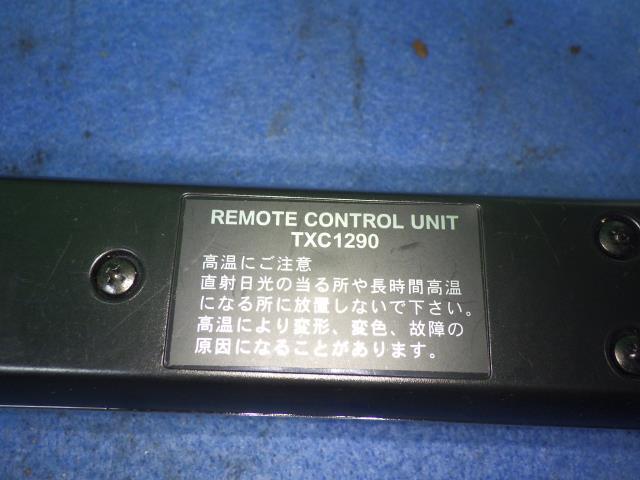 REMOTE CONTROL UNIT
TXC1290
高温にご注意
直射日光の当る所や長時間高温
になる所に放置しないで下さい。
高温により変形、変色、故障の
原因になることがあります。